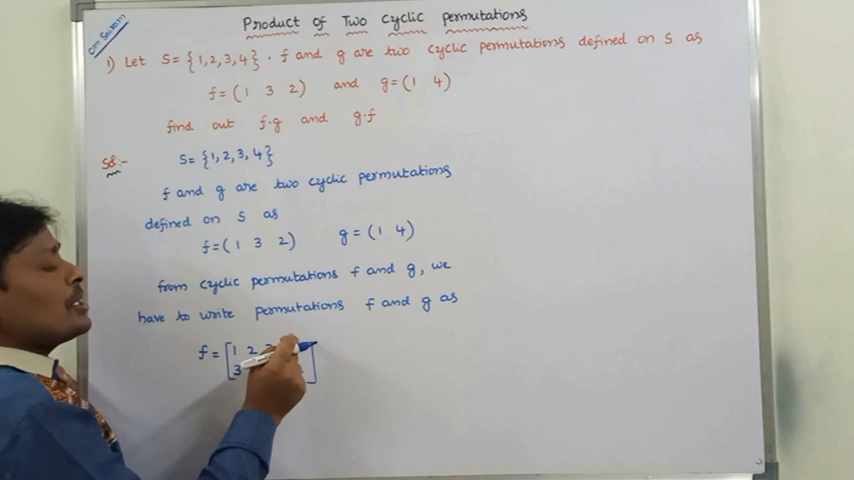 Om Sairam
Product of Two Cyclic permutations
1) Let S= {1,2,3,4} . f and g are two cyclic permutations defined on S as
f=(1 3 2) and g=(1 4)
find out f.g and g.f
Sol:-
S= {1,2,3,4}
f and g are two cyclic permutations
defined on S as
f=(1 3 2) g=(1 4)
from cyclic permutations f and g, we
have to write permutations f and g as
f = [1 2
3